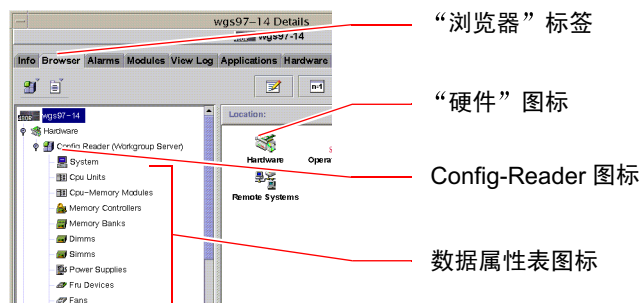 wgs97-14 Details
wgs97-14
Info Browser Alarms Modules View Log Applications Hardware
n-1
wgs97-14
Location:
Hardware
Config Reader (Workgroup Server)
System
Cpu Units
Cpu-Memory Modules
Memory Controllers
Memory Banks
Dimms
Simms
Power Supplies
Fru Devices
Fans
Hardware
Remote Systems
“浏览器”标签
“硬件”图标
Config-Reader 图标
数据属性表图标